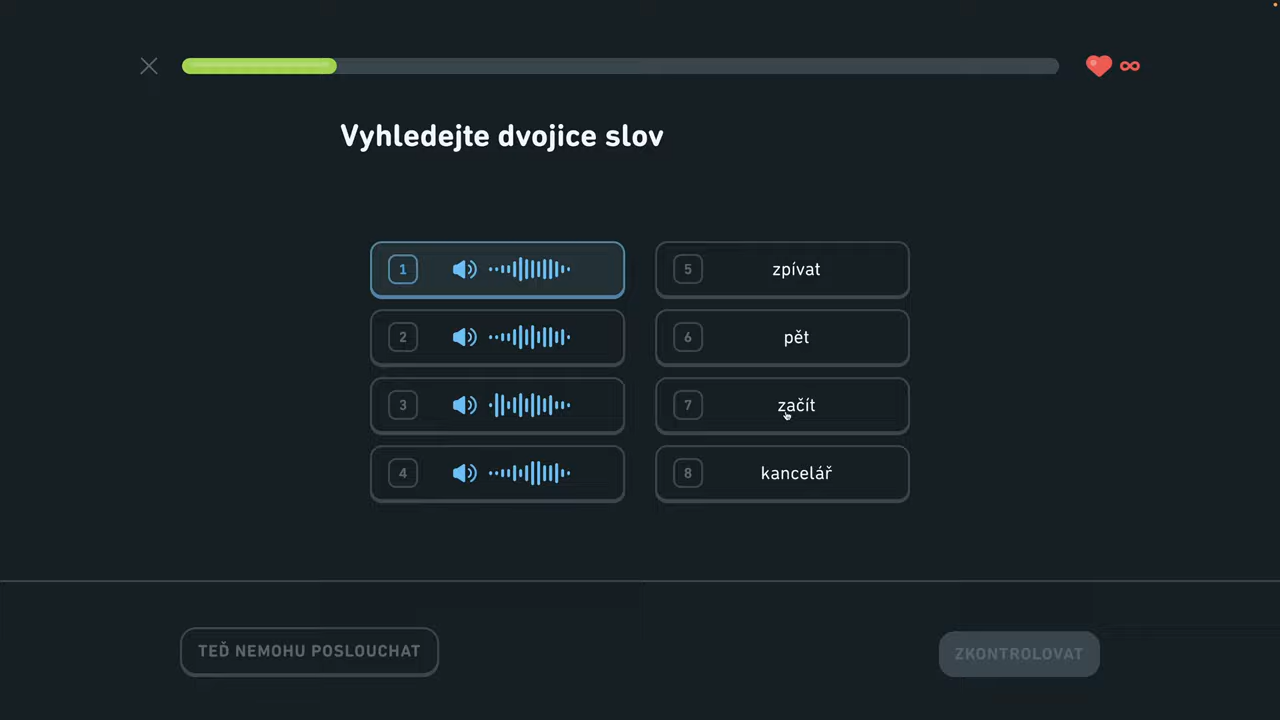 Vyhledejte dvojice slov
1
5 zpívat
2
6 pět
3
7 začít
4
8 kancelář
TEĎ NEMOHU POSLOUCHAT
ZKONTROLOVAT